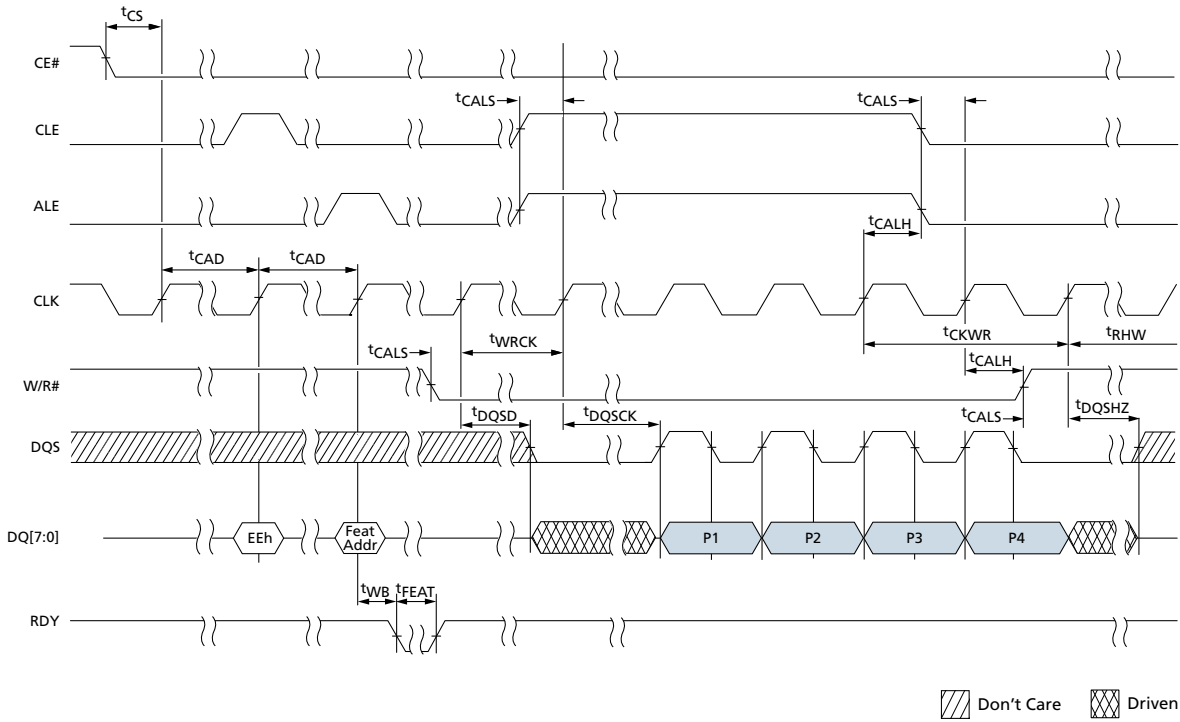 tCS
CE#
tCALS
tCALS
CLE
ALE
tCALH
tCAD
tCAD
CLK
tWRCK
tCKWR
tRHW
tCALS
tCALH
W/R#
tDQSD
tDQSCK
tCALS
tDQSHZ
DQS
DQ[7:0]
EEh
Feat
Addr
P1
P2
P3
P4
tWB
tFEAT
RDY
Don't Care
Driven